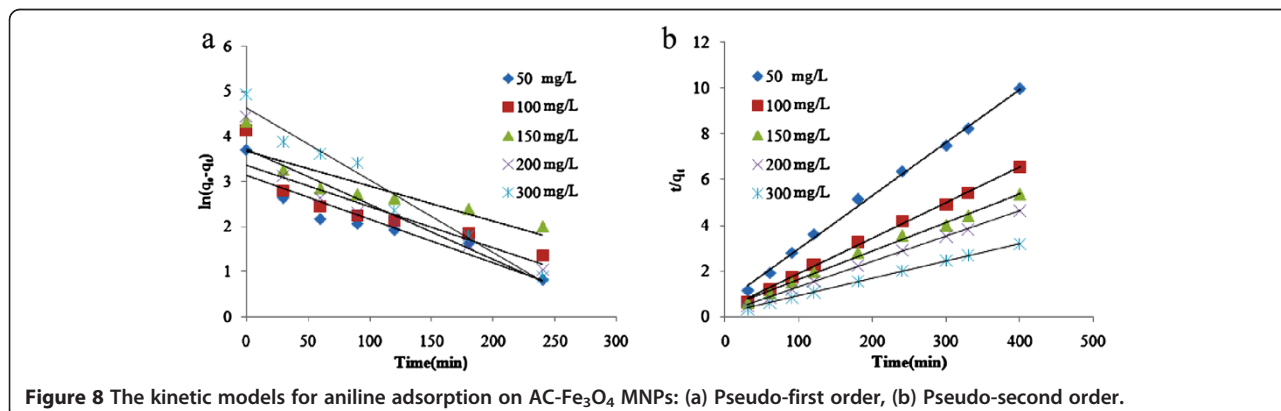 a
6
5
4
3
2
1
0
ln(qe-qt)
0 50 100 150 200 250 300
Time(min)
50 mg/L
100 mg/L
150 mg/L
200 mg/L
300 mg/L
b
12
10
8
6
4
2
0
t/qt
0 100 200 300 400 500
Time(min)
50 mg/L
100 mg/L
150 mg/L
200 mg/L
300 mg/L
Figure 8 The kinetic models for aniline adsorption on AC-Fe₃O₄ MNPs: (a) Pseudo-first order, (b) Pseudo-second order.